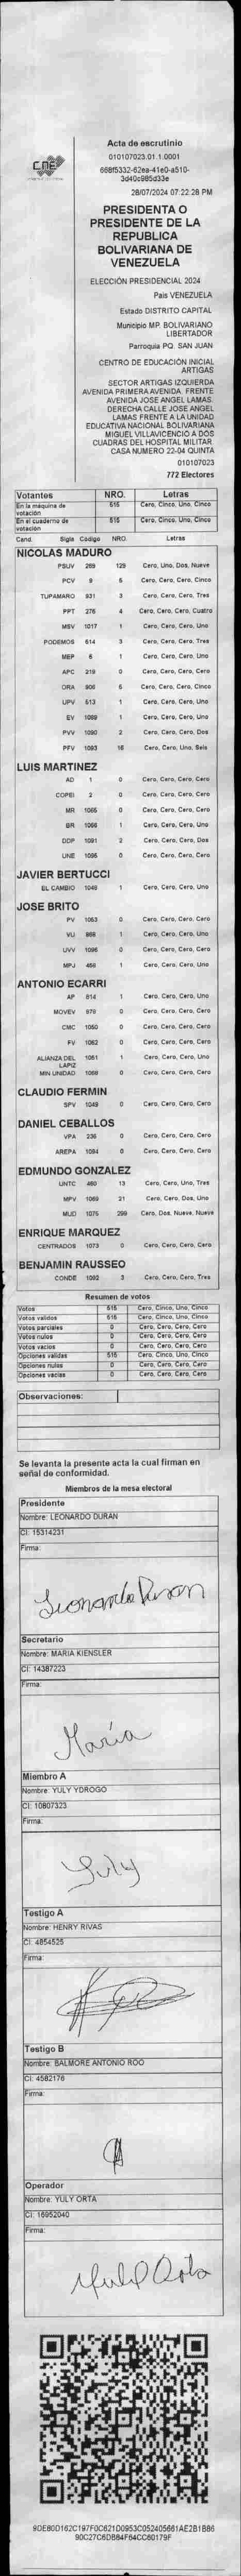 CNE
Acta de escrutinio
010107023.01.1.0001
668f5332-62ea-41e0-a510-
3d40c985d33e
28/07/2024 07:22:28 PM
PRESIDENTA O
PRESIDENTE DE LA
REPUBLICA
BOLIVARIANA DE
VENEZUELA
ELECCIÓN PRESIDENCIAL 2024
Pais VENEZUELA
Estado DISTRITO CAPITAL
Municipio MP. BOLIVARIANO
LIBERTADOR
Parroquia PQ. SAN JUAN
CENTRO DE EDUCACIÓN INICIAL
ARTIGAS
SECTOR ARTIGAS IZQUIERDA
AVENIDA PRIMERA AVENIDA. FRENTE
AVENIDA JOSE ANGEL LAMAS.
DERECHA CALLE JOSE ANGEL
LAMAS FRENTE A LA UNIDAD
EDUCATIVA NACIONAL BOLIVARIANA
MIGUEL VILLAVICENCIO A DOS
CUADRAS DEL HOSPITAL MILITAR.
CASA NUMERO 22-04 QUINTA
010107023
772 Electores
Votantes NRO. Letras
En la máquina de votación 515 Cero, Cinco, Uno, Cinco
En el cuaderno de votación 515 Cero, Cinco, Uno, Cinco
Cand. Sigla Código NRO. Letras
NICOLAS MADURO
PSUV 269 129 Cero, Uno, Dos, Nueve
PCV 9 5 Cero, Cero, Cero, Cinco
TUPAMARO 931 3 Cero, Cero, Cero, Tres
PPT 276 4 Cero, Cero, Cero, Cuatro
MSV 1017 1 Cero, Cero, Cero, Uno
PODEMOS 614 3 Cero, Cero, Cero, Tres
MEP 6 1 Cero, Cero, Cero, Uno
APC 219 0 Cero, Cero, Cero, Cero
ORA 906 5 Cero, Cero, Cero, Cinco
UPV 513 1 Cero, Cero, Cero, Uno
EV 1089 1 Cero, Cero, Cero, Uno
PVV 1090 2 Cero, Cero, Cero, Dos
PFV 1093 16 Cero, Cero, Uno, Seis
LUIS MARTINEZ
AD 1 0 Cero, Cero, Cero, Cero
COPEI 2 0 Cero, Cero, Cero, Cero
MR 1065 0 Cero, Cero, Cero, Cero
BR 1066 1 Cero, Cero, Cero, Uno
DDP 1091 2 Cero, Cero, Cero, Dos
UNE 1095 0 Cero, Cero, Cero, Cero
JAVIER BERTUCCI
EL CAMBIO 1049 1 Cero, Cero, Cero, Uno
JOSE BRITO
PV 1063 0 Cero, Cero, Cero, Cero
VU 868 1 Cero, Cero, Cero, Uno
UVV 1096 0 Cero, Cero, Cero, Cero
MPJ 458 1 Cero, Cero, Cero, Uno
ANTONIO ECARRI
AP 814 1 Cero, Cero, Cero, Uno
MOVEV 979 0 Cero, Cero, Cero, Cero
CMC 1050 0 Cero, Cero, Cero, Cero
FV 1062 0 Cero, Cero, Cero, Cero
ALIANZA DEL LAPIZ 1051 1 Cero, Cero, Cero, Uno
MIN UNIDAD 1068 0 Cero, Cero, Cero, Cero
CLAUDIO FERMIN
SPV 1049 0 Cero, Cero, Cero, Cero
DANIEL CEBALLOS
VPA 236 0 Cero, Cero, Cero, Cero
AREPA 1094 0 Cero, Cero, Cero, Cero
EDMUNDO GONZALEZ
UNTC 480 13 Cero, Cero, Uno, Tres
MPV 1069 21 Cero, Cero, Dos, Uno
MUD 1075 299 Cero, Dos, Nueve, Nueve
ENRIQUE MARQUEZ
CENTRADOS 1073 0 Cero, Cero, Cero, Cero
BENJAMIN RAUSSEO
CONDE 1092 3 Cero, Cero, Cero, Tres
Resumen de votos
Votos 515 Cero, Cinco, Uno, Cinco
Votos validos 515 Cero, Cinco, Uno, Cinco
Votos parciales 0 Cero, Cero, Cero, Cero
Votos nulos 0 Cero, Cero, Cero, Cero
Votos vacios 0 Cero, Cero, Cero, Cero
Opciones validas 515 Cero, Cinco, Uno, Cinco
Opciones nulas 0 Cero, Cero, Cero, Cero
Opciones vacias 0 Cero, Cero, Cero, Cero
Observaciones:
Se levanta la presente acta la cual firman en
señal de conformidad.
Miembros de la mesa electoral
Presidente
Nombre: LEONARDO DURAN
CI: 15314231
Firma:
Leonardo Duran
Secretario
Nombre: MARIA KIENSLER
CI: 14387223
Firma:
Maria
Miembro A
Nombre: YULY YDROGO
CI: 10807323
Firma:
Yuly
Testigo A
Nombre: HENRY RIVAS
CI: 4854525
Firma:
Testigo B
Nombre: BALMORE ANTONIO ROO
CI: 4582176
Firma:
Operador
Nombre: YULY ORTA
CI: 16952040
Firma:
Yuly Orta
9DE80D162C197F0C621D0953C052405661AE2B1B86
90C27C6DB84F84CC60179F